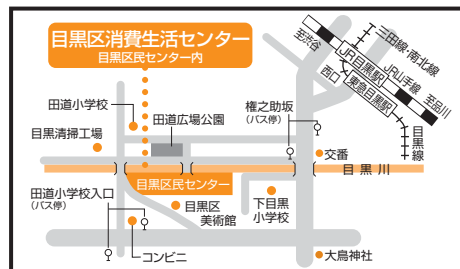 目黒区消費生活センター
目黒区民センター内
至渋谷
三田線・南北線
JR目黒駅
JR山手線
西口
東急目黒駅
至品川
目黒線
田道小学校
田道広場公園
権之助坂
(バス停)
目黒清掃工場
交番
目黒川
田道小学校入口
(バス停)
目黒区民センター
目黒区
美術館
下目黒
小学校
コンビニ
大鳥神社